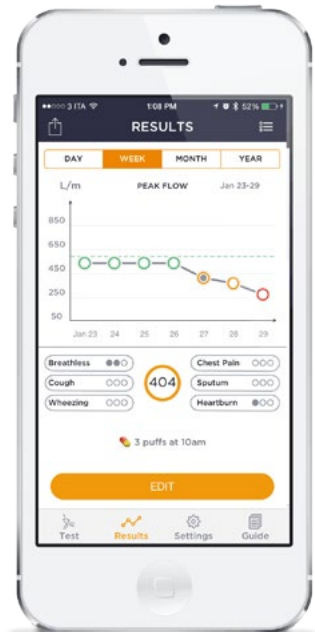 3 ITA 1:08 PM 52%
RESULTS
DAY WEEK MONTH YEAR
L/m PEAK FLOW Jan 23-29
850
650
450
250
50
Jan 23 24 25 26 27 28 29
Breathless
Cough
Wheezing
404
Chest Pain
Sputum
Heartburn
3 puffs at 10am
EDIT
Test Results Settings Guide